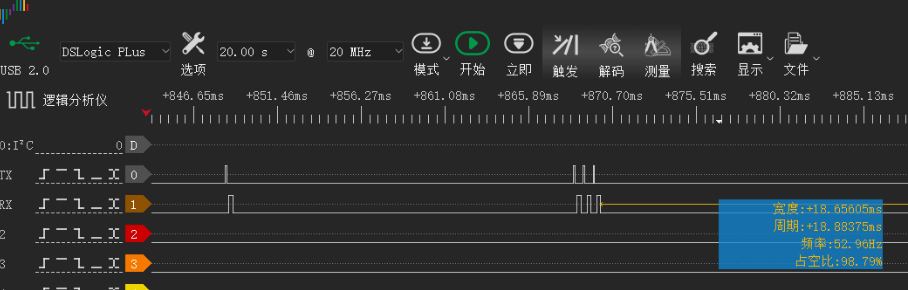 DSLogic PLus
20.00 s
@
20 MHz
USB 2.0
选项
模式
开始
立即
触发
解码
测量
搜索
显示
文件
逻辑分析仪
+846.65ms +851.46ms +856.27ms +861.08ms +865.89ms +870.70ms +875.51ms +880.32ms +885.13ms
0:I²C 0 D
TX 0
RX 1
宽度:+18.65605ms
周期:+18.88375ms
2 2
频率:52.96Hz
占空比:98.79%
3 3